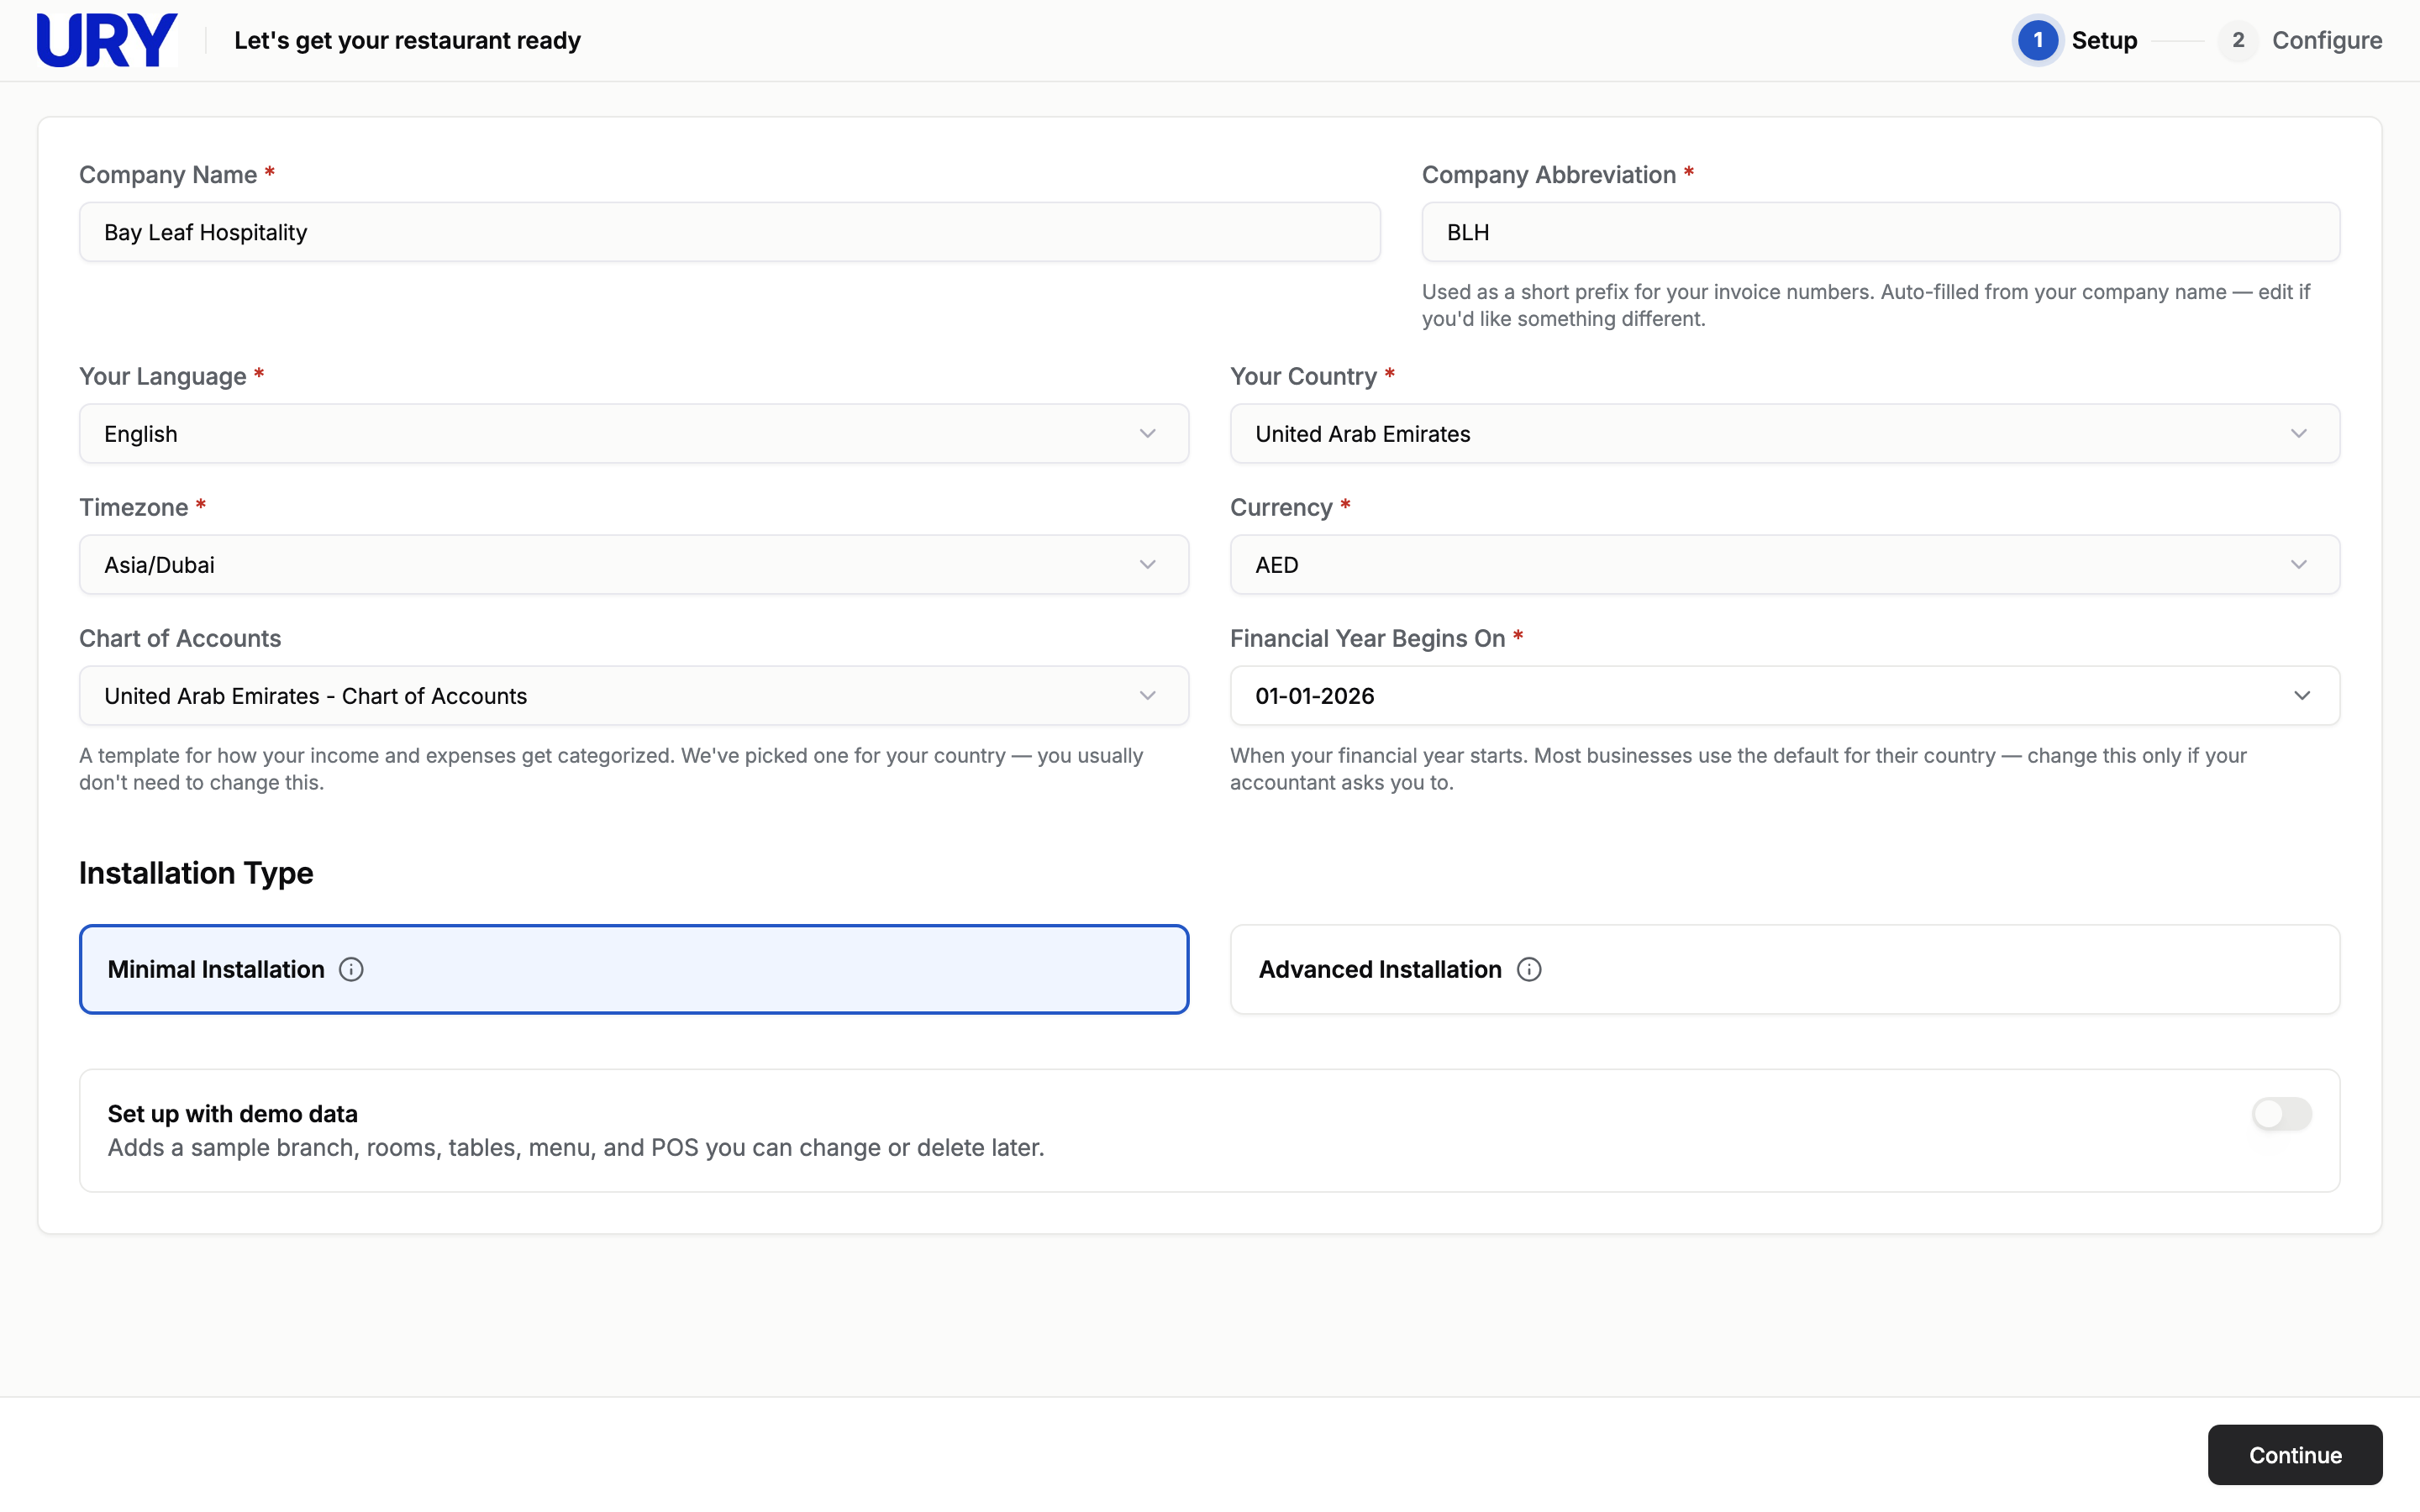 URY
Let's get your restaurant ready
1 Setup
2 Configure
Company Name *
Bay Leaf Hospitality
Company Abbreviation *
BLH
Used as a short prefix for your invoice numbers. Auto-filled from your company name — edit if
you'd like something different.
Your Language *
English
Your Country *
United Arab Emirates
Timezone *
Asia/Dubai
Currency *
AED
Chart of Accounts
United Arab Emirates - Chart of Accounts
A template for how your income and expenses get categorized. We've picked one for your country — you usually
don't need to change this.
Financial Year Begins On *
01-01-2026
When your financial year starts. Most businesses use the default for their country — change this only if your
accountant asks you to.
Installation Type
Minimal Installation
Advanced Installation
Set up with demo data
Adds a sample branch, rooms, tables, menu, and POS you can change or delete later.
Continue